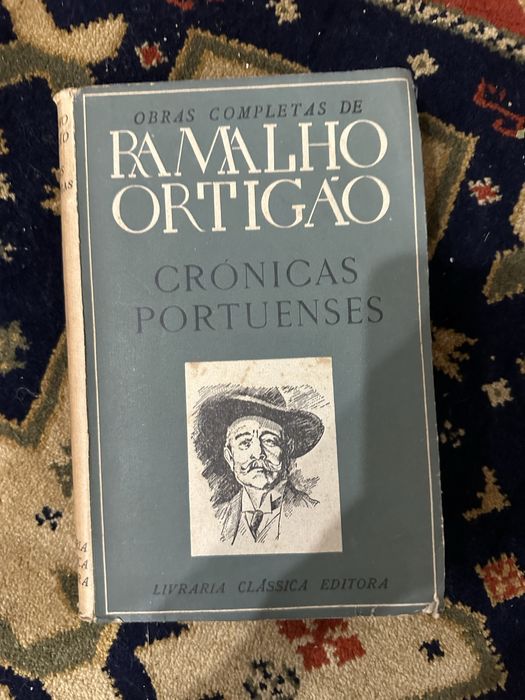 OBRAS COMPLETAS DE
RAMALHO
ORTIGÃO
CRÓNICAS
PORTUENSES
LIVRARIA CLÁSSICA EDITORA